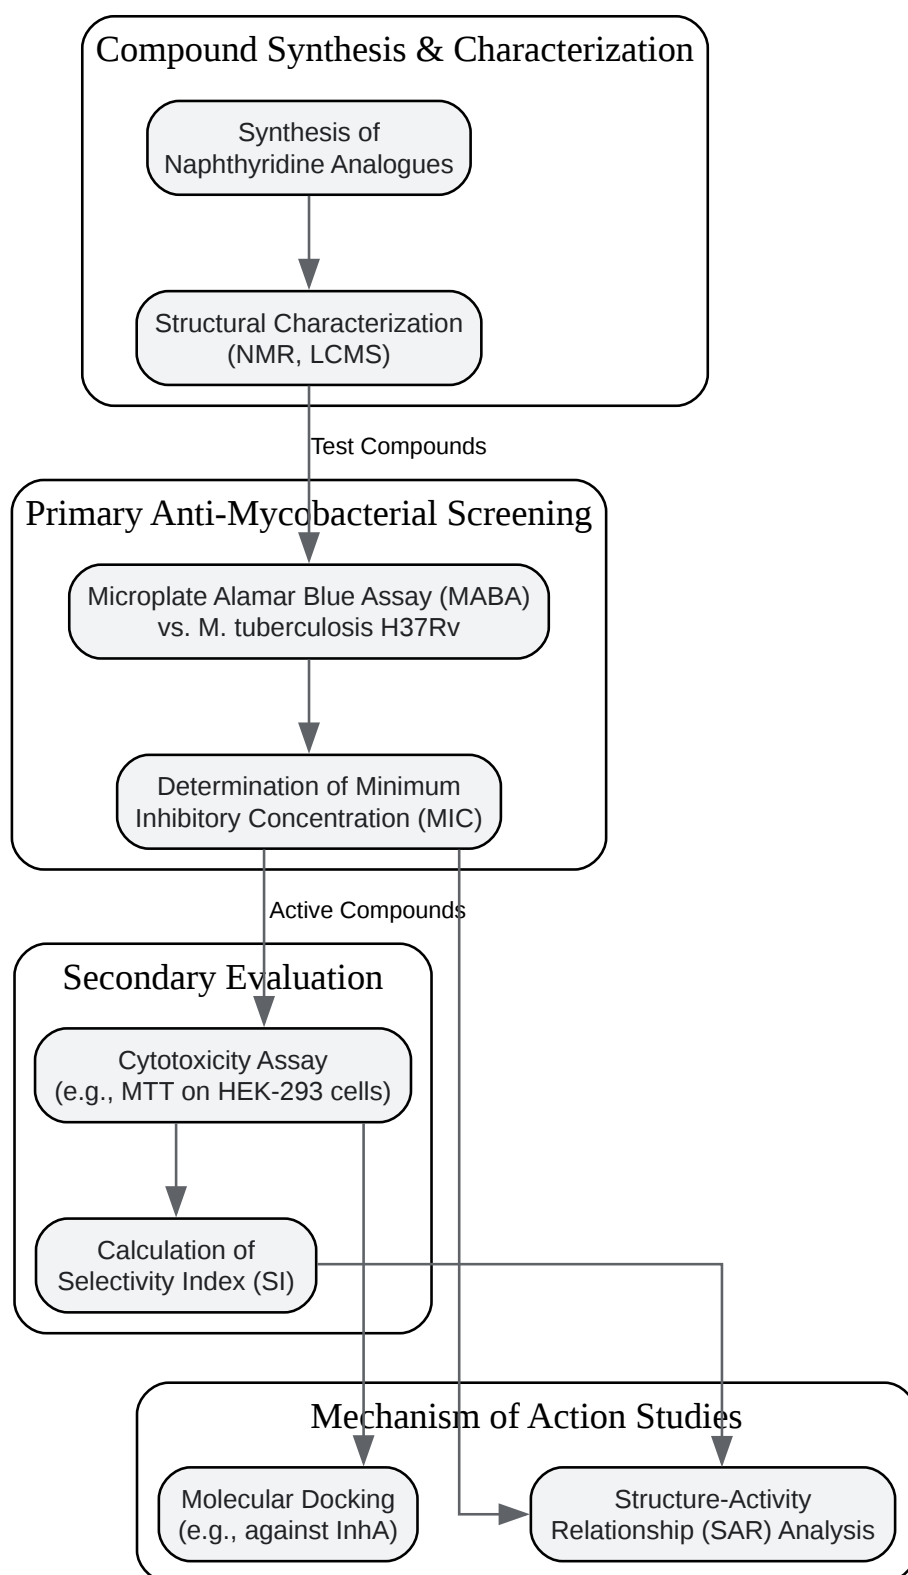 Compound Synthesis & Characterization
Synthesis of
Naphthyridine Analogues
Structural Characterization
(NMR, LCMS)
Test Compounds
Primary Anti-Mycobacterial Screening
Microplate Alamar Blue Assay (MABA)
vs. M. tuberculosis H37Rv
Determination of Minimum
Inhibitory Concentration (MIC)
Active Compounds
Secondary Evaluation
Cytotoxicity Assay
(e.g., MTT on HEK-293 cells)
Calculation of
Selectivity Index (SI)
Mechanism of Action Studies
Molecular Docking
(e.g., against InhA)
Structure-Activity
Relationship (SAR) Analysis